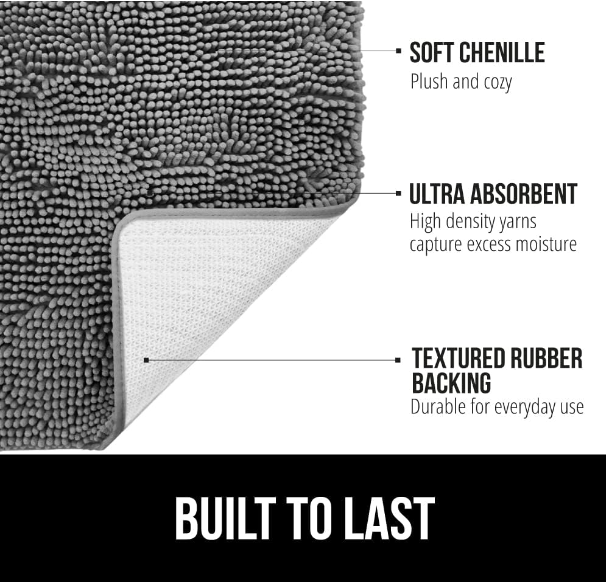 SOFT CHENILLE
Plush and cozy
ULTRA ABSORBENT
High density yarns
capture excess moisture
TEXTURED RUBBER
BACKING
Durable for everyday use
BUILT TO LAST